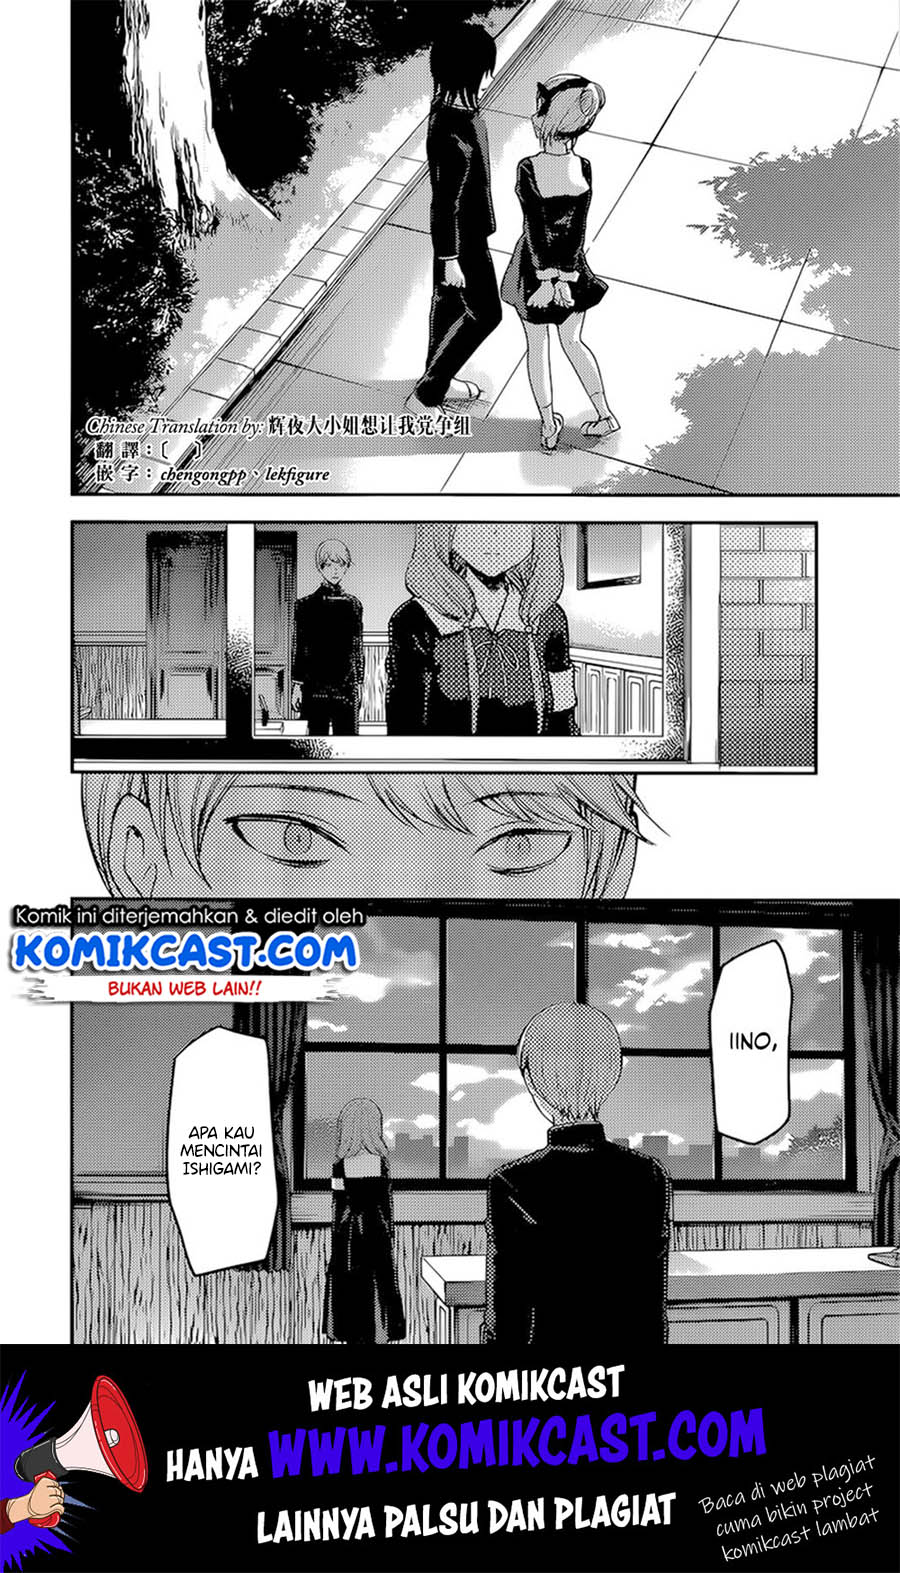 Chinese Translation by: 辉夜大小姐想让我党争组
翻 譯：〔 〕
嵌 字： chengongpp、lekfigure
Komik ini diterjemahkan & diedit oleh
KOMIKCAST.COM
BUKAN WEB LAIN!!
IINO,
APA KAU
MENCINTAI
ISHIGAMI?
WEB ASLI KOMIKCAST
HANYA WWW.KOMIKCAST.COM
LAINNYA PALSU DAN PLAGIAT
Baca di web plagiat
cuma bikin project
komikcast lambat